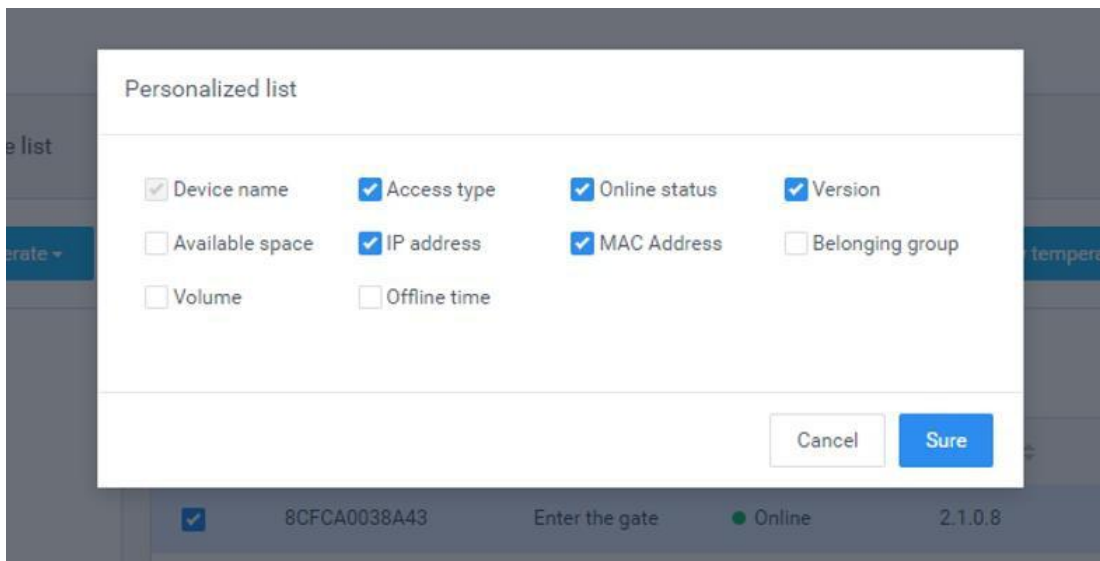 Personalized list
e list
Device name Access type Online status Version
Available space IP address MAC Address Belonging group
erate
tempera
Volume Offline time
Cancel Sure
8CFCA0038A43 Enter the gate Online 2.1.0.8